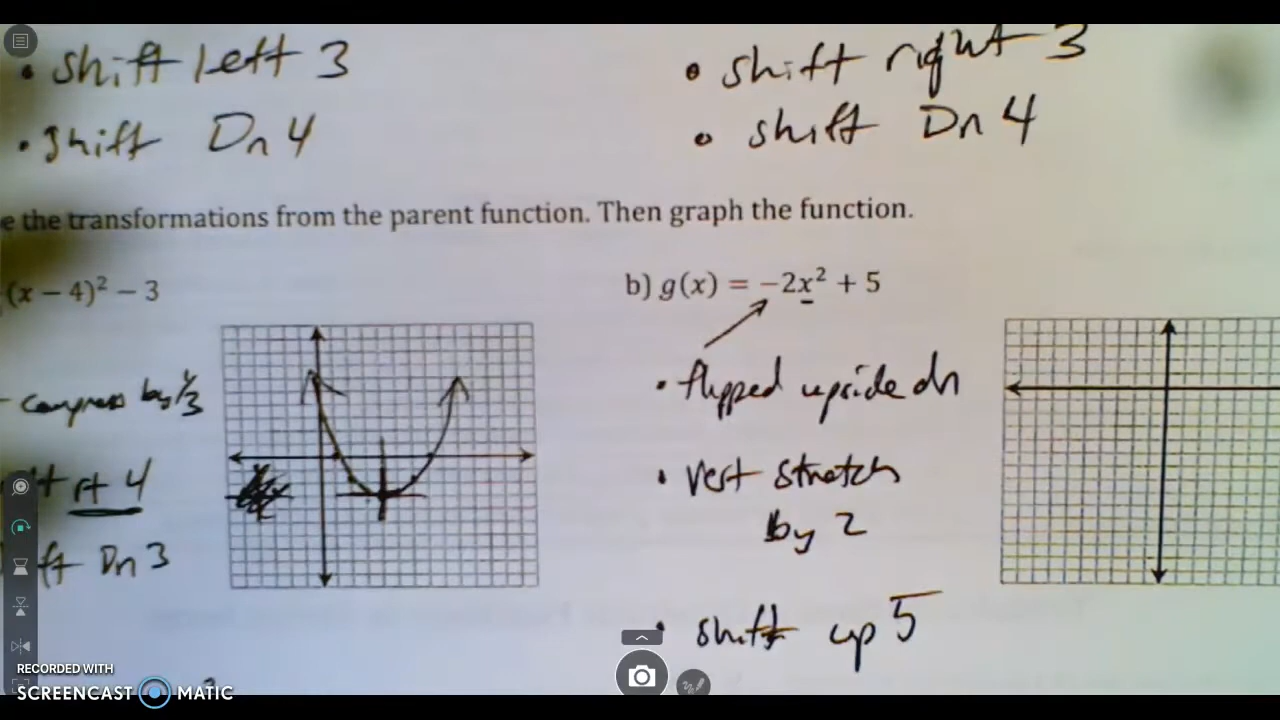 • shift left 3
• shift Dn 4
• shift right 3
• shift Dn 4
e the transformations from the parent function. Then graph the function.
(x − 4)² − 3
compress by 1/3
rt 4
ft Dn 3
b) g(x) = −2x² + 5
• flipped upside dn
• vert stretch
by 2
• shift up 5
RECORDED WITH
SCREENCAST MATIC